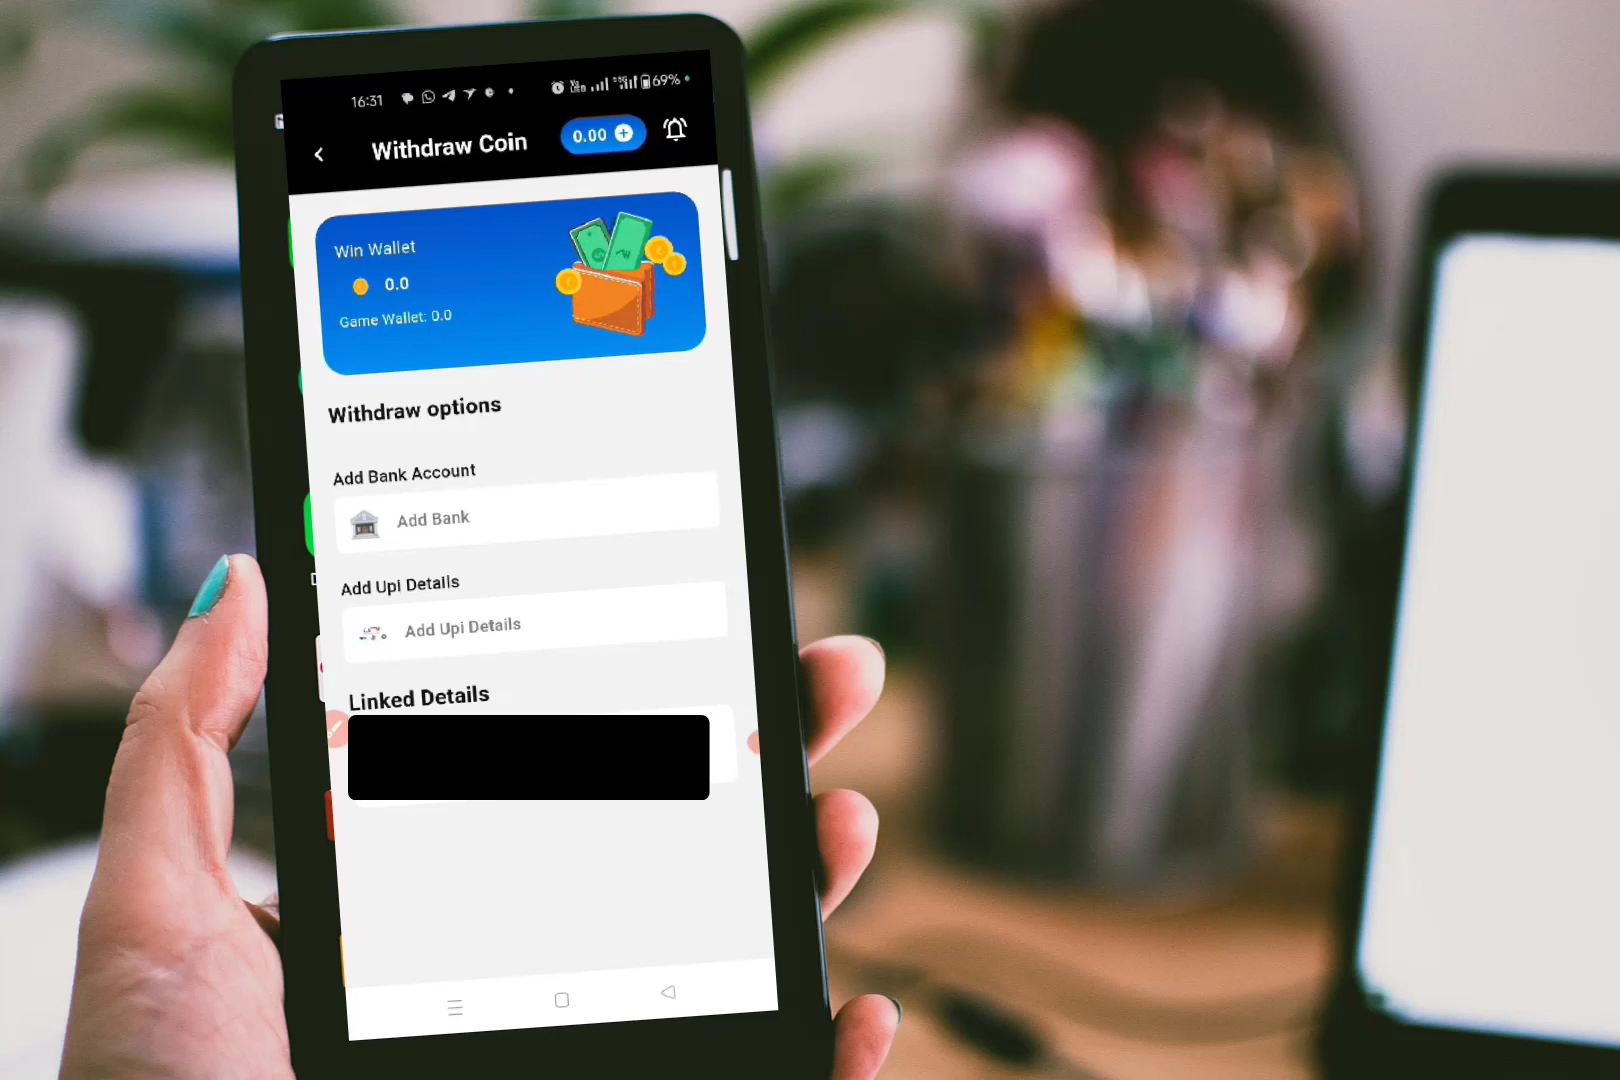 16:31
69%
Withdraw Coin
0.00
Win Wallet
0.0
Game Wallet: 0.0
Withdraw options
Add Bank Account
Add Bank
Add Upi Details
Add Upi Details
Linked Details